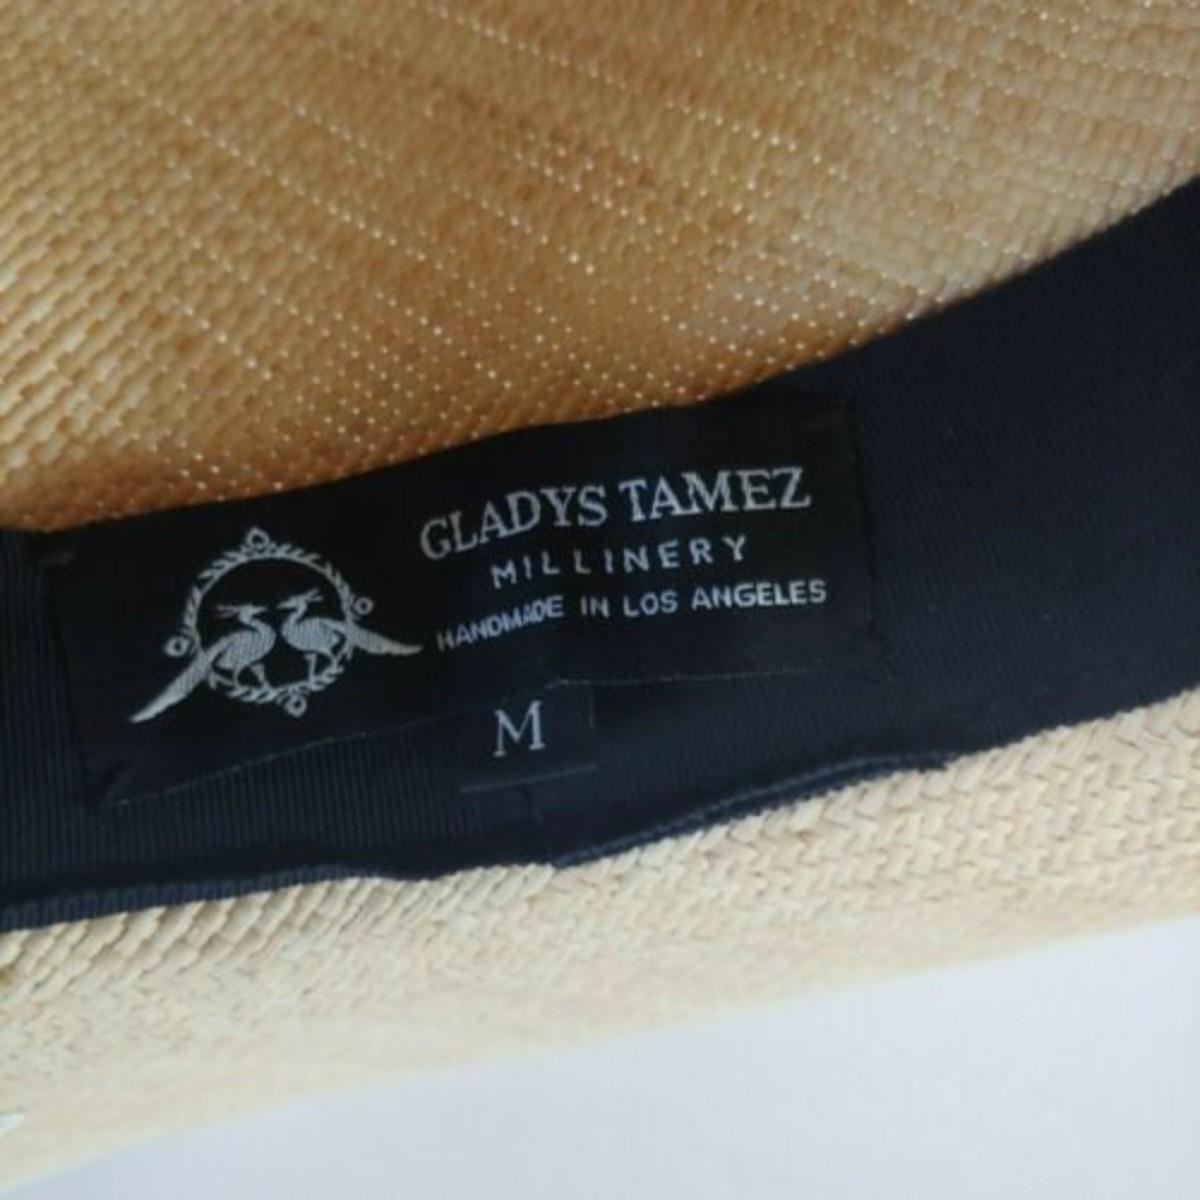 GLADYS TAMEZ
MILLINERY
HANDMADE IN LOS ANGELES
M